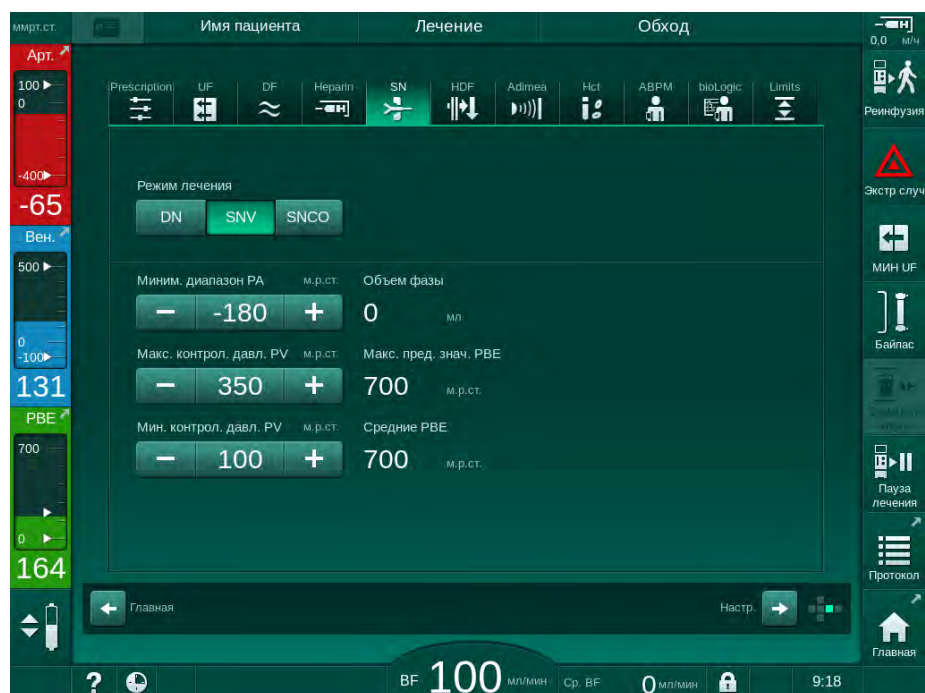 ммрт.ст.
Имя пациента
Лечение
Обход
0,0 м/ч
Арт.
100
0
-400
-65
Вен.
500
0
-100
131
PBE
700
0
164
Prescription
UF
DF
Heparin
SN
HDF
Adimea
Hct
ABPM
bioLogic
Limits
Режим лечения
DN SNV SNCO
Миним. диапазон PA м.р.ст. Объем фазы
− -180 + 0 мл
Макс. контрол. давл. PV м.р.ст. Макс. пред. знач. PBE
− 350 + 700 м.р.ст.
Мин. контрол. давл. PV м.р.ст. Средние PBE
− 100 + 700 м.р.ст.
Главная
Настр.
Реинфузия
Экстр случ
МИН UF
Байпас
Пауза
лечения
Протокол
Главная
? BF 100 мл/мин Ср. BF 0 мл/мин 9:18